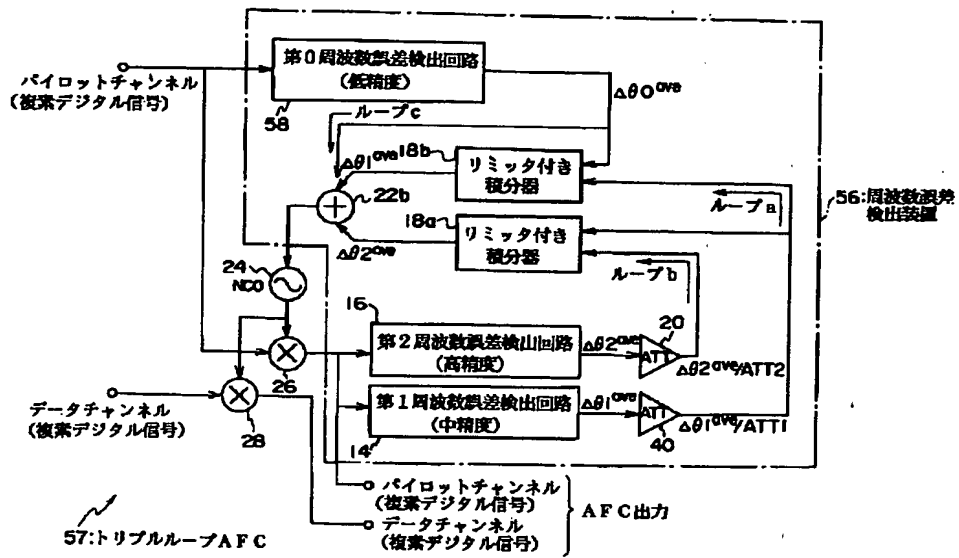 第0周波数誤差検出回路
(低精度)
パイロットチャンネル
(複素デジタル信号)
58
ループc
Δθ0ave
Δθ1ave
18b
リミッタ付き
積分器
22b
ループa
56:周波数誤差
検出装置
18a
リミッタ付き
積分器
Δθ2ave
24
NCO
ループb
16
第2周波数誤差検出回路
(高精度)
Δθ2ave
20
ATT
Δθ2ave/ATT2
26
第1周波数誤差検出回路
(中精度)
Δθ1ave
ATT
Δθ1ave/ATT1
データチャンネル
(複素デジタル信号)
28
14
40
パイロットチャンネル
(複素デジタル信号)
データチャンネル
(複素デジタル信号)
AFC出力
57:トリプルループAFC